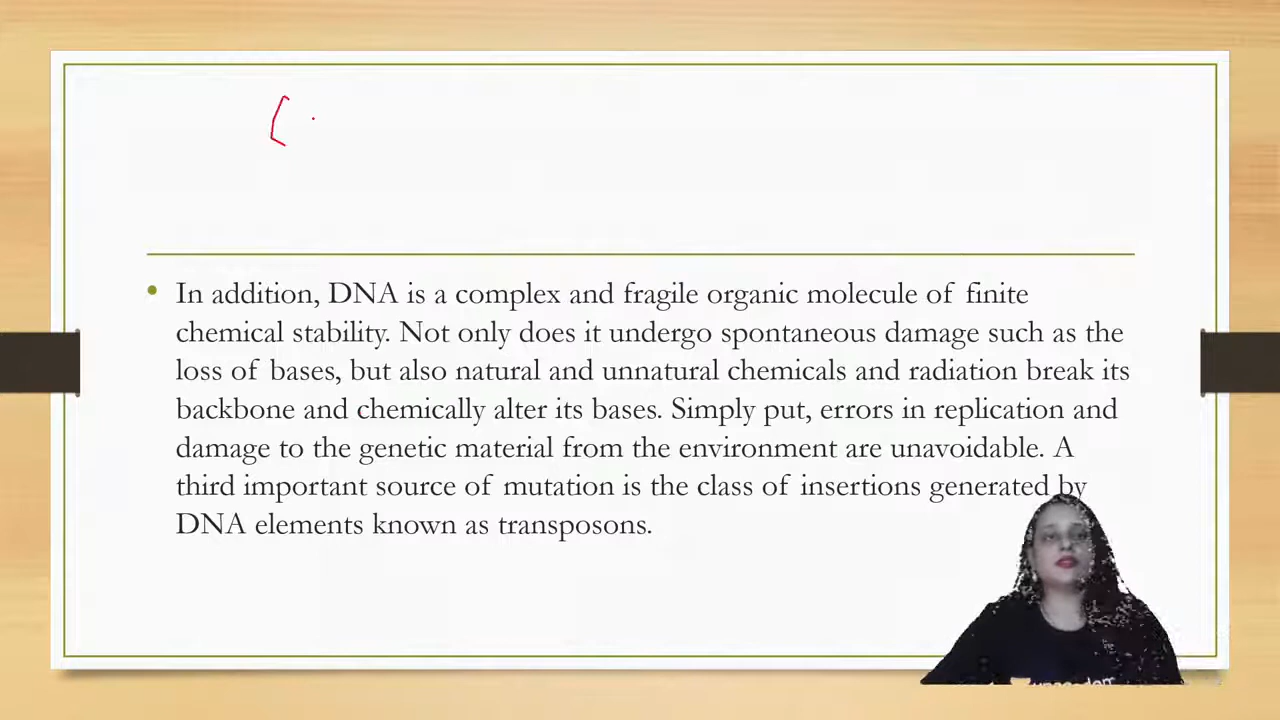 In addition, DNA is a complex and fragile organic molecule of finite
chemical stability. Not only does it undergo spontaneous damage such as the
loss of bases, but also natural and unnatural chemicals and radiation break its
backbone and chemically alter its bases. Simply put, errors in replication and
damage to the genetic material from the environment are unavoidable. A
third important source of mutation is the class of insertions generated by
DNA elements known as transposons.